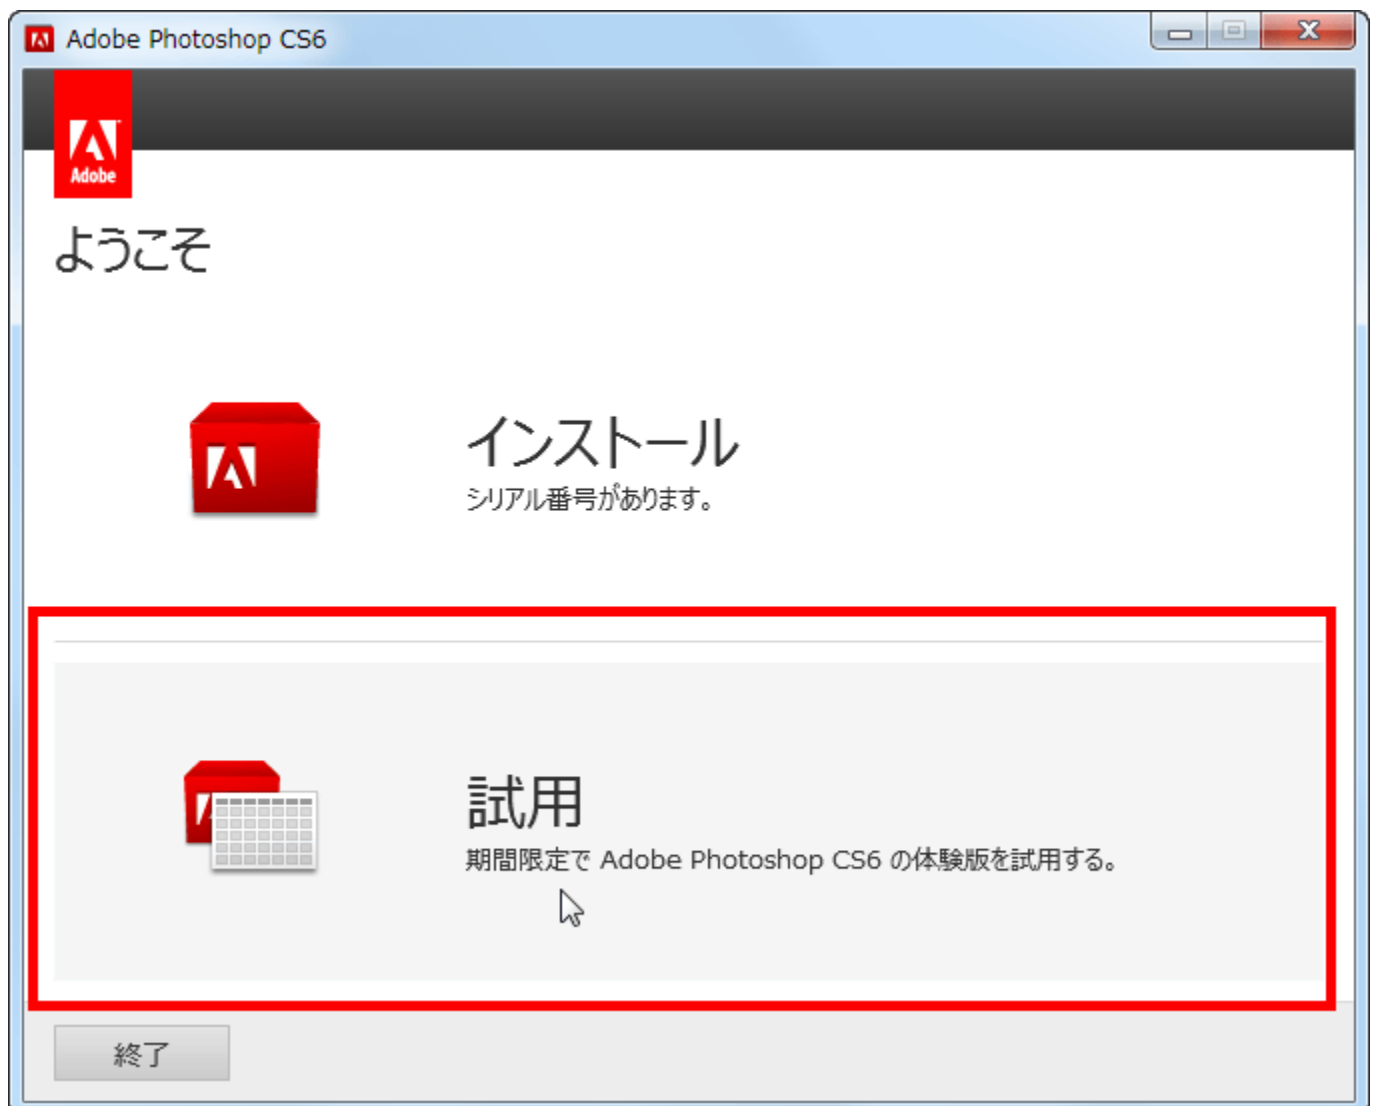 Adobe Photoshop CS6
Adobe
ようこそ
インストール
シリアル番号があります。
試用
期間限定で Adobe Photoshop CS6 の体験版を試用する。
終了